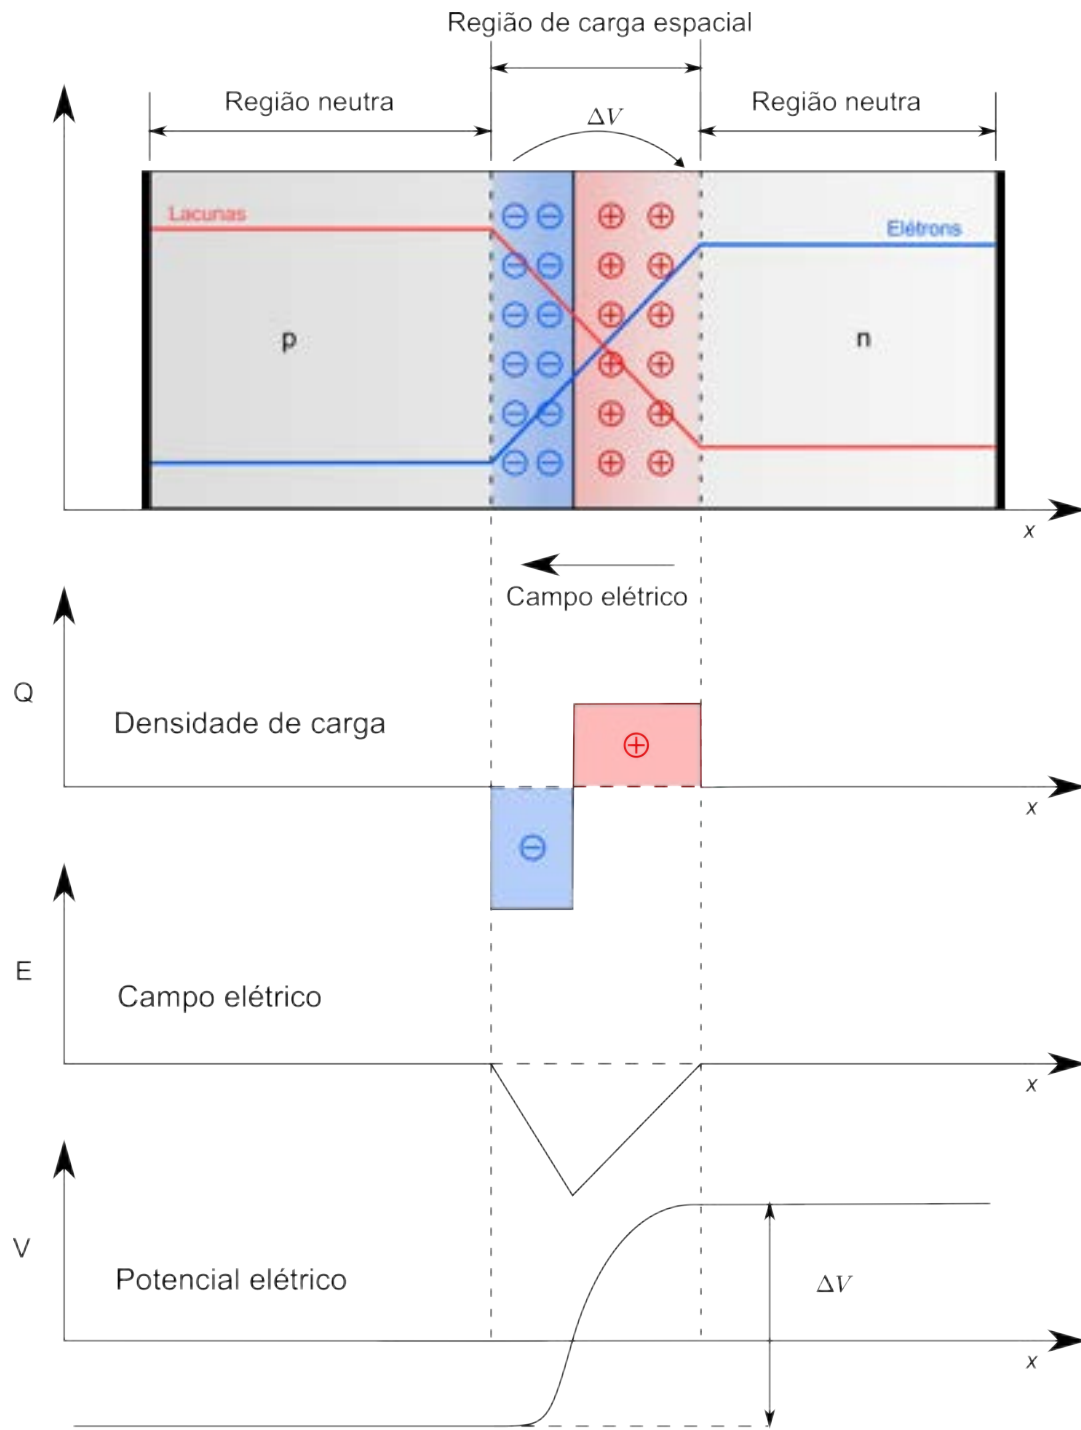 Região de carga espacial
Região neutra
ΔV
Região neutra
Lacunas
Elétrons
p
n
x
Campo elétrico
Q
Densidade de carga
x
E
Campo elétrico
x
V
Potencial elétrico
ΔV
x